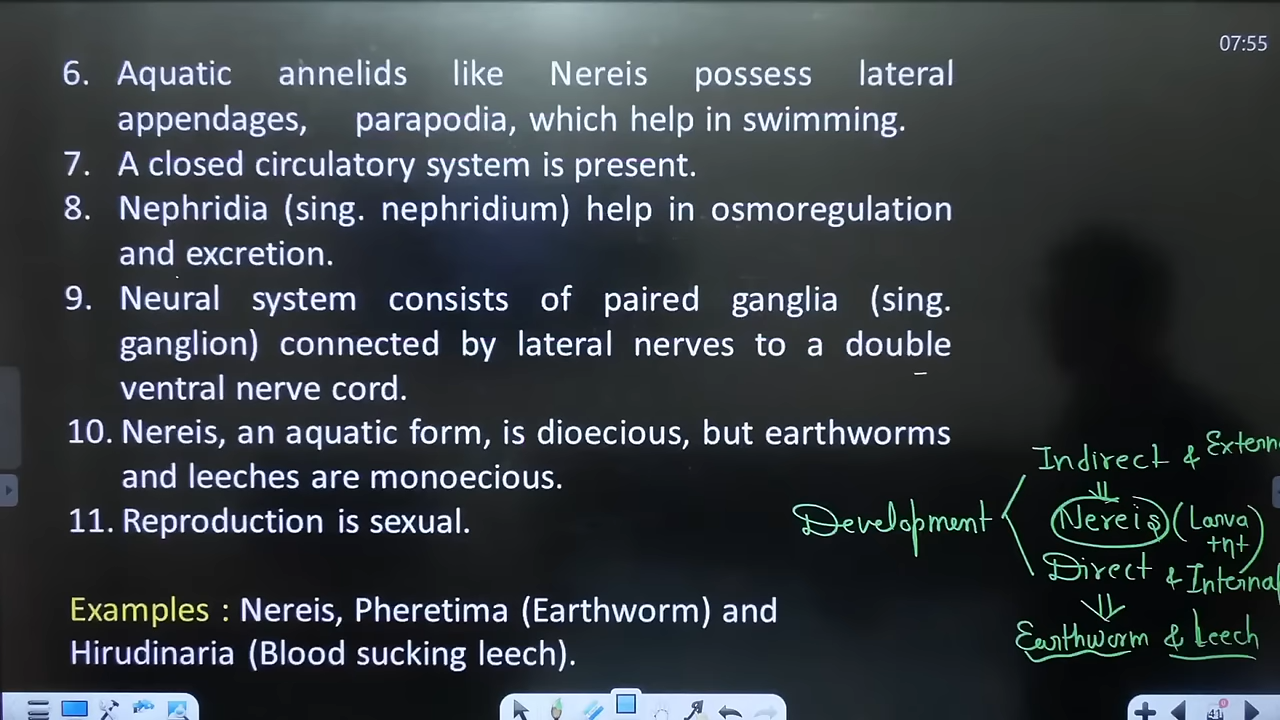 07:55
6. Aquatic annelids like Nereis possess lateral
appendages, parapodia, which help in swimming.
7. A closed circulatory system is present.
8. Nephridia (sing. nephridium) help in osmoregulation
and excretion.
9. Neural system consists of paired ganglia (sing.
ganglion) connected by lateral nerves to a double
ventral nerve cord.
10. Nereis, an aquatic form, is dioecious, but earthworms
and leeches are monoecious.
11. Reproduction is sexual.
Indirect & Extern
Development
Nereis (Larva
+nt)
Direct & Internal
Earthworm & Leech
Examples : Nereis, Pheretima (Earthworm) and
Hirudinaria (Blood sucking leech).
41